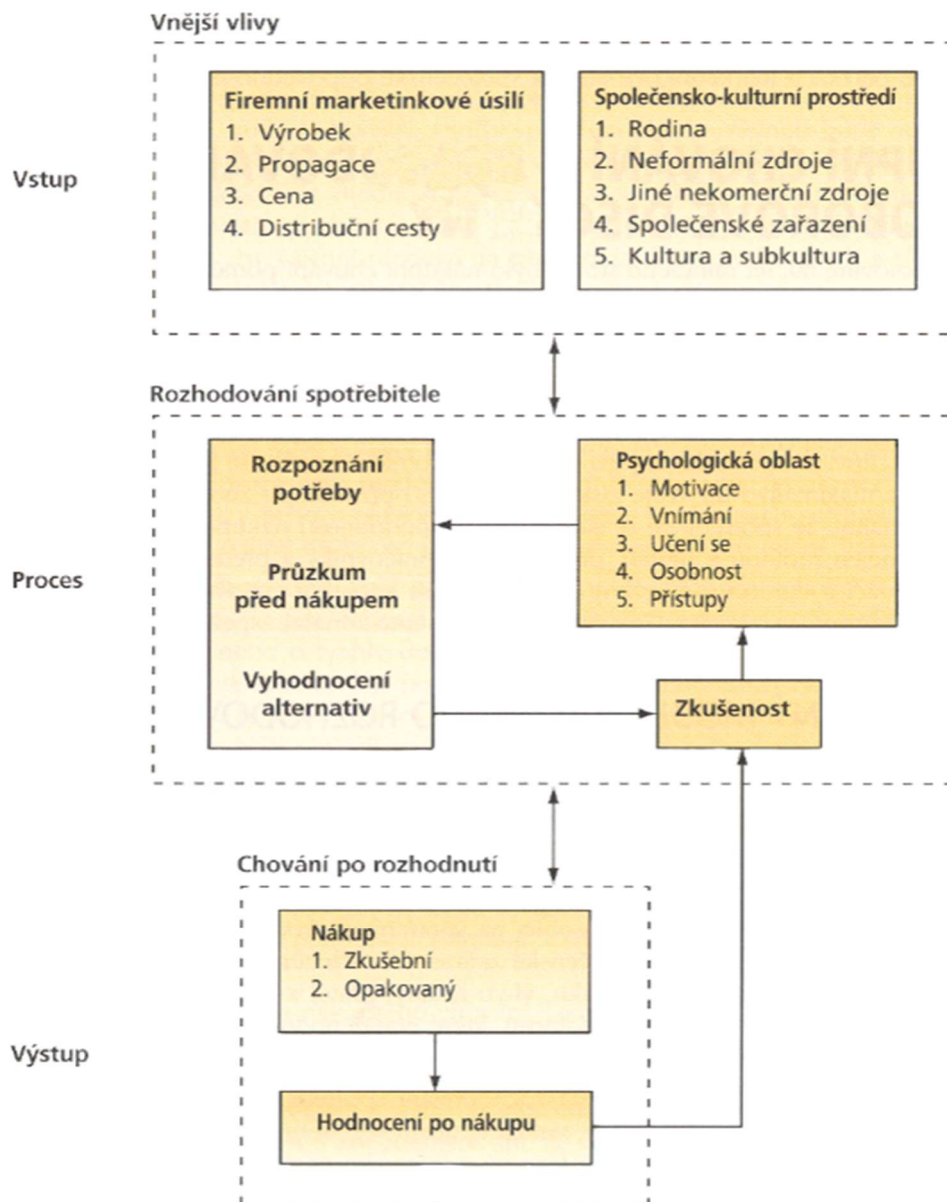 Vnější vlivy
Vstup
Firemní marketinkové úsilí
1. Výrobek
2. Propagace
3. Cena
4. Distribuční cesty
Společensko-kulturní prostředí
1. Rodina
2. Neformální zdroje
3. Jiné nekomerční zdroje
4. Společenské zařazení
5. Kultura a subkultura
Rozhodování spotřebitele
Proces
Rozpoznání
potřeby
Průzkum
před nákupem
Vyhodnocení
alternativ
Psychologická oblast
1. Motivace
2. Vnímání
3. Učení se
4. Osobnost
5. Přístupy
Zkušenost
Chování po rozhodnutí
Výstup
Nákup
1. Zkušební
2. Opakovaný
Hodnocení po nákupu